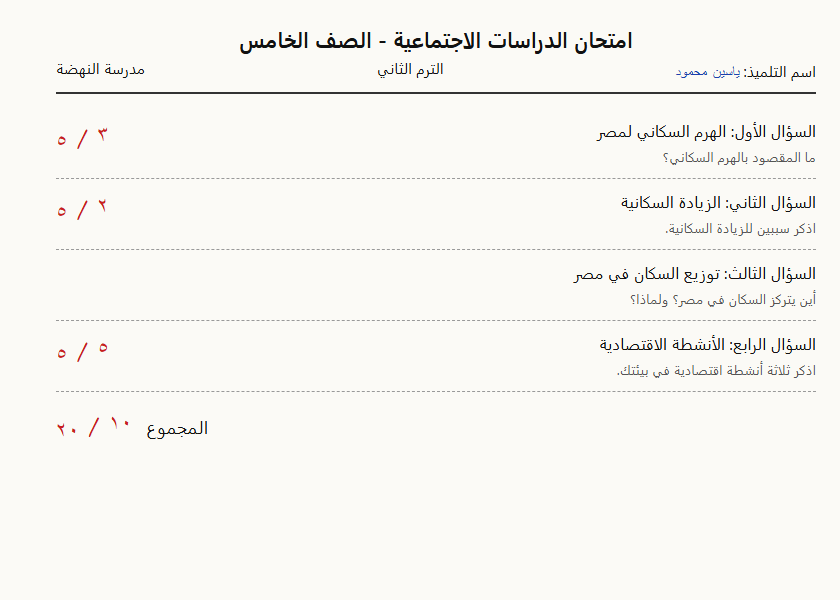 امتحان الدراسات الاجتماعية - الصف الخامس
اسم التلميذ: ياسين محمود الترم الثاني مدرسة النهضة
السؤال الأول: الهرم السكاني لمصر ٣ / ٥
ما المقصود بالهرم السكاني؟
السؤال الثاني: الزيادة السكانية ٢ / ٥
اذكر سببين للزيادة السكانية.
السؤال الثالث: توزيع السكان في مصر
أين يتركز السكان في مصر؟ ولماذا؟
السؤال الرابع: الأنشطة الاقتصادية ٥ / ٥
اذكر ثلاثة أنشطة اقتصادية في بيئتك.
المجموع ١٠ / ٢٠